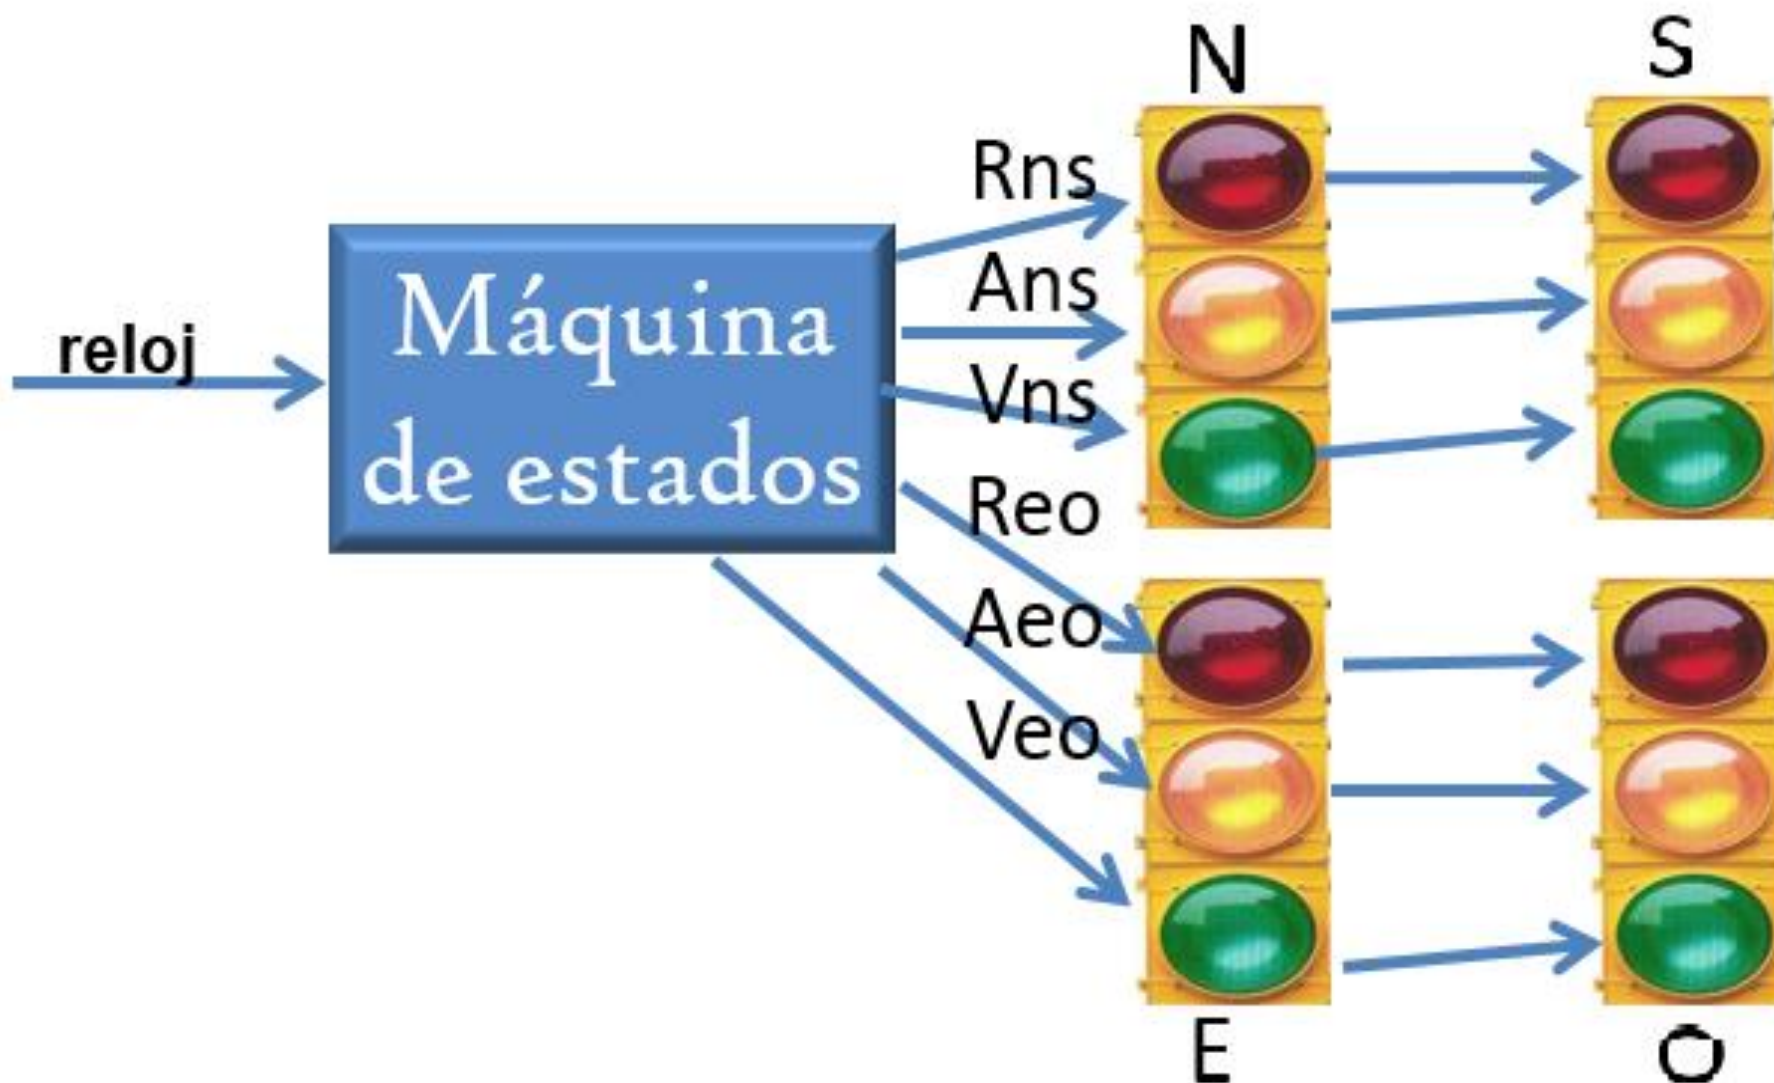 N
S
Rns
Ans
Vns
reloj
Máquina
de estados
Reo
Aeo
Veo
E
O